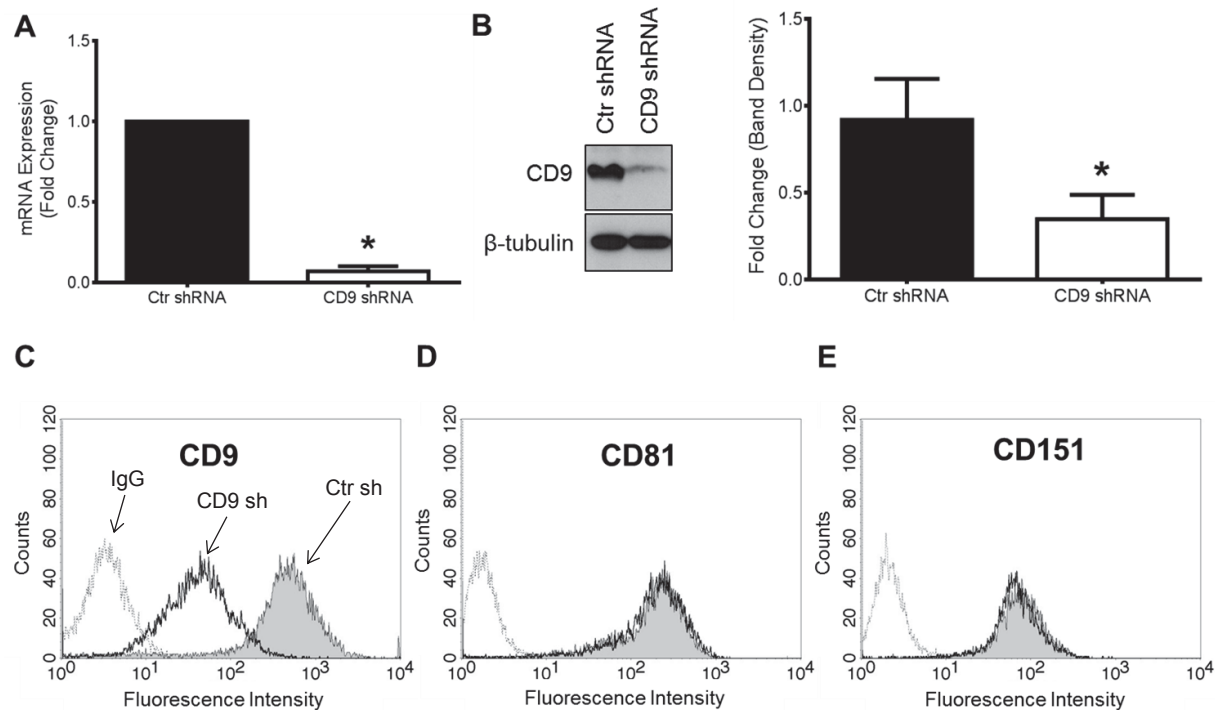 A
mRNA Expression
(Fold Change)
1.5
1.0
0.5
0.0
*
Ctr shRNA
CD9 shRNA
B
Ctr shRNA
CD9 shRNA
CD9
β-tubulin
Fold Change (Band Density)
1.5
1.0
0.5
0.0
*
Ctr shRNA
CD9 shRNA
C
Counts
120
100
80
60
40
20
0
CD9
IgG
CD9 sh
Ctr sh
10⁰
10¹
10²
10³
10⁴
Fluorescence Intensity
D
Counts
120
100
80
60
40
20
0
CD81
10⁰
10¹
10²
10³
10⁴
Fluorescence Intensity
E
Counts
120
100
80
60
40
20
0
CD151
10⁰
10¹
10²
10³
10⁴
Fluorescence Intensity